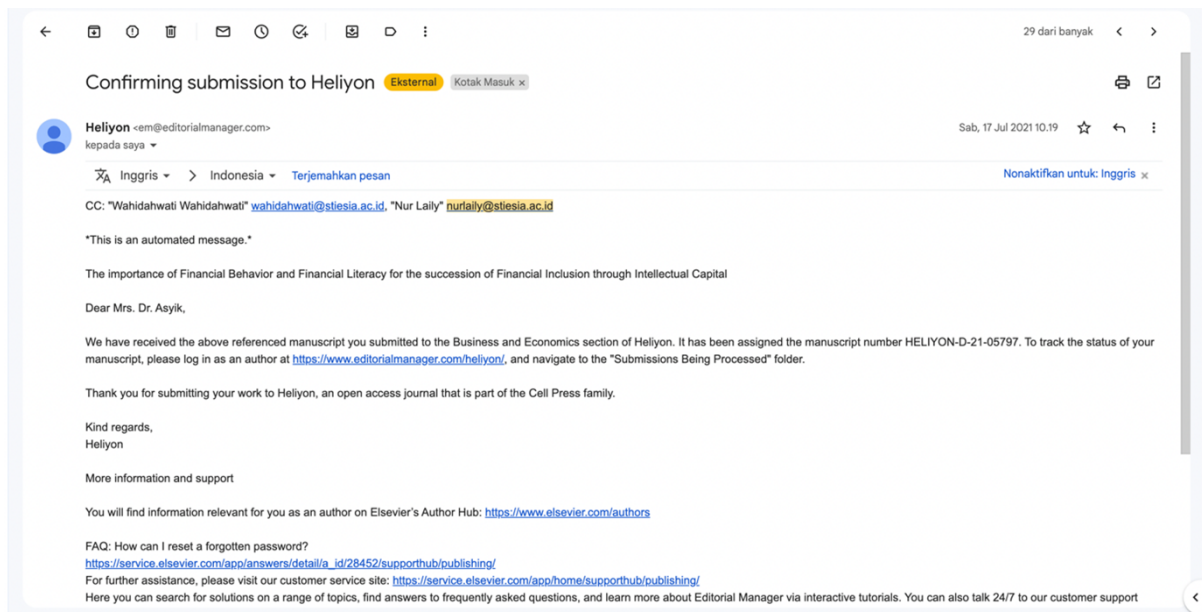 29 dari banyak
Confirming submission to Heliyon Eksternal Kotak Masuk ×
Heliyon <em@editorialmanager.com> Sab, 17 Jul 2021 10.19
kepada saya
Inggris > Indonesia Terjemahkan pesan Nonaktifkan untuk: Inggris ×
CC: "Wahidahwati Wahidahwati" wahidahwati@stiesia.ac.id, "Nur Laily" nurlaily@stiesia.ac.id
*This is an automated message.*
The importance of Financial Behavior and Financial Literacy for the succession of Financial Inclusion through Intellectual Capital
Dear Mrs. Dr. Asyik,
We have received the above referenced manuscript you submitted to the Business and Economics section of Heliyon. It has been assigned the manuscript number HELIYON-D-21-05797. To track the status of your
manuscript, please log in as an author at https://www.editorialmanager.com/heliyon/, and navigate to the "Submissions Being Processed" folder.
Thank you for submitting your work to Heliyon, an open access journal that is part of the Cell Press family.
Kind regards,
Heliyon
More information and support
You will find information relevant for you as an author on Elsevier's Author Hub: https://www.elsevier.com/authors
FAQ: How can I reset a forgotten password?
https://service.elsevier.com/app/answers/detail/a_id/28452/supporthub/publishing/
For further assistance, please visit our customer service site: https://service.elsevier.com/app/home/supporthub/publishing/
Here you can search for solutions on a range of topics, find answers to frequently asked questions, and learn more about Editorial Manager via interactive tutorials. You can also talk 24/7 to our customer support